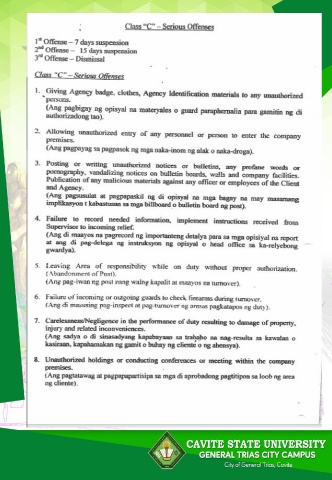 Class "C" – Serious Offenses
1st Offense – 7 days suspension
2nd Offense – 15 days suspension
3rd Offense – Dismissal
Class "C" – Serious Offenses
1. Giving Agency badge, clothes, Agency Identification materials to any unauthorized
persons.
(Ang pagbigay ng opisyal na materyales o guard paraphernalia para gamitin ng di
authorizadong tao).
2. Allowing unauthorized entry of any personnel or person to enter the company
premises.
(Ang pagpayag sa pagpasok ng mga naka-inom ng alak o naka-droga).
3. Posting or writing unauthorized notices or bulletins, any profane words or
pornography, vandalizing notices on bulletin boards, walls and company facilities.
Publication of any malicious materials against any officer or employees of the Client
and Agency.
(Ang pagsusulat at pagpapaskil ng di opisyal na mga bagay na may masamang
implikasyon t kabastusan sa mga billboard o bulletin board ng post).
4. Failure to record needed information, implement instructions received from
Supervisor to incoming relief.
(Ang di maayos na pagrecord ng importanteng detalye para sa mga opisyal na report
at ang di pag-delega ng instruksyon ng opisyal o head office sa ka-relyebong
gwardya).
5. Leaving Area of responsibility while on duty without proper authorization.
(Abandonment of Post).
(Ang pag-iwan ng post nang walng kapalit at maayos na turnover).
6. Failure of incoming or outgoing guards to check firearms during turnover.
(Ang di masusing pag-inspect at pag-turnover ng armas pagkatapos ng duty).
7. Carelessness/Negligence in the performance of duty resulting to damage of property,
injury and related inconveniences.
(Ang sadya o di sinasadyang kapabayaan sa trabaho na nag-resulta sa kawalan o
kasiraan, kapahamakan ng gamit o buhay ng cliente o ng ahensya).
8. Unauthorized holdings or conducting conferences or meeting within the company
premises.
(Ang pagtatawag at pagpapapartisipa sa mga di aprobadong pagtitipon sa loob ng area
ng cliente).
CAVITE STATE UNIVERSITY
GENERAL TRIAS CITY CAMPUS
City of General Trias, Cavite